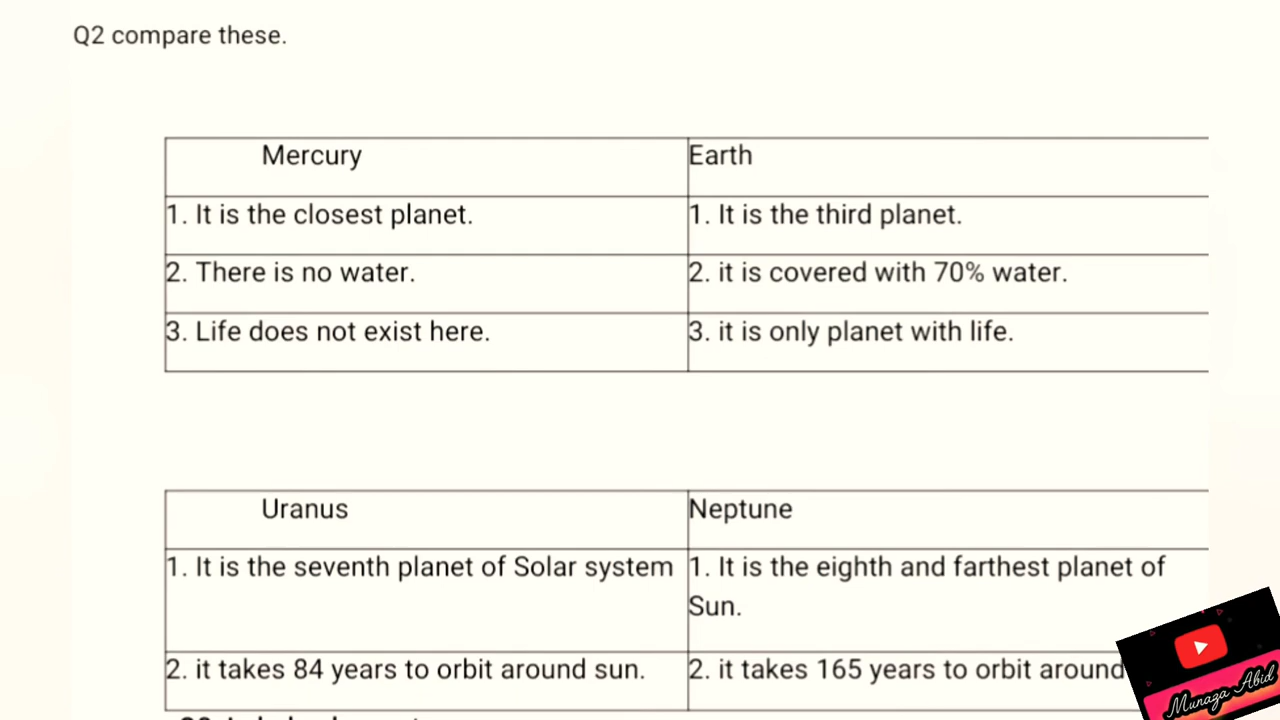 Q2 compare these.
Mercury
Earth
1. It is the closest planet.
1. It is the third planet.
2. There is no water.
2. it is covered with 70% water.
3. Life does not exist here.
3. it is only planet with life.
Uranus
Neptune
1. It is the seventh planet of Solar system
1. It is the eighth and farthest planet of
Sun.
2. it takes 84 years to orbit around sun.
2. it takes 165 years to orbit around
Munaza Abid